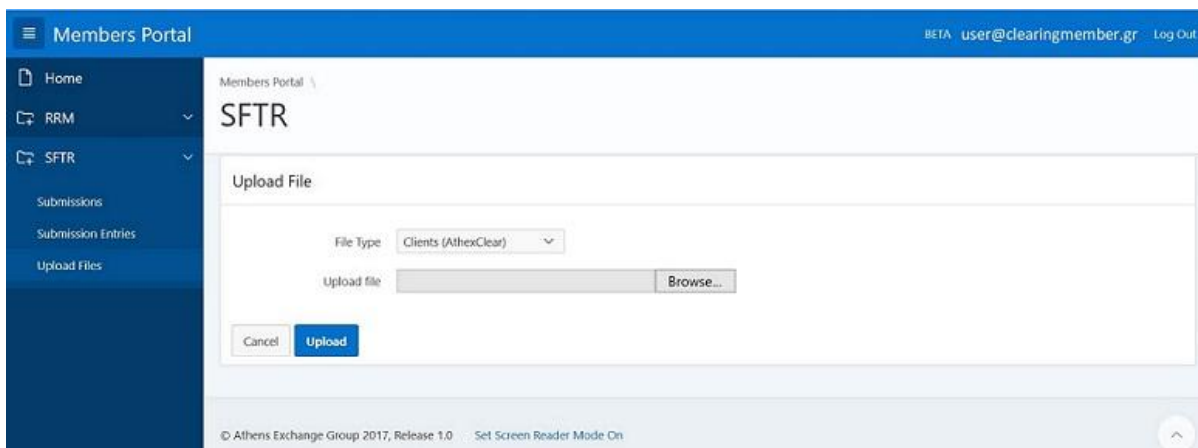 Members Portal
BETA user@clearingmember.gr Log Out
Home
RRM
SFTR
Submissions
Submission Entries
Upload Files
Members Portal \
SFTR
Upload File
File Type Clients (AthexClear)
Upload file Browse...
Cancel Upload
© Athens Exchange Group 2017, Release 1.0 Set Screen Reader Mode On